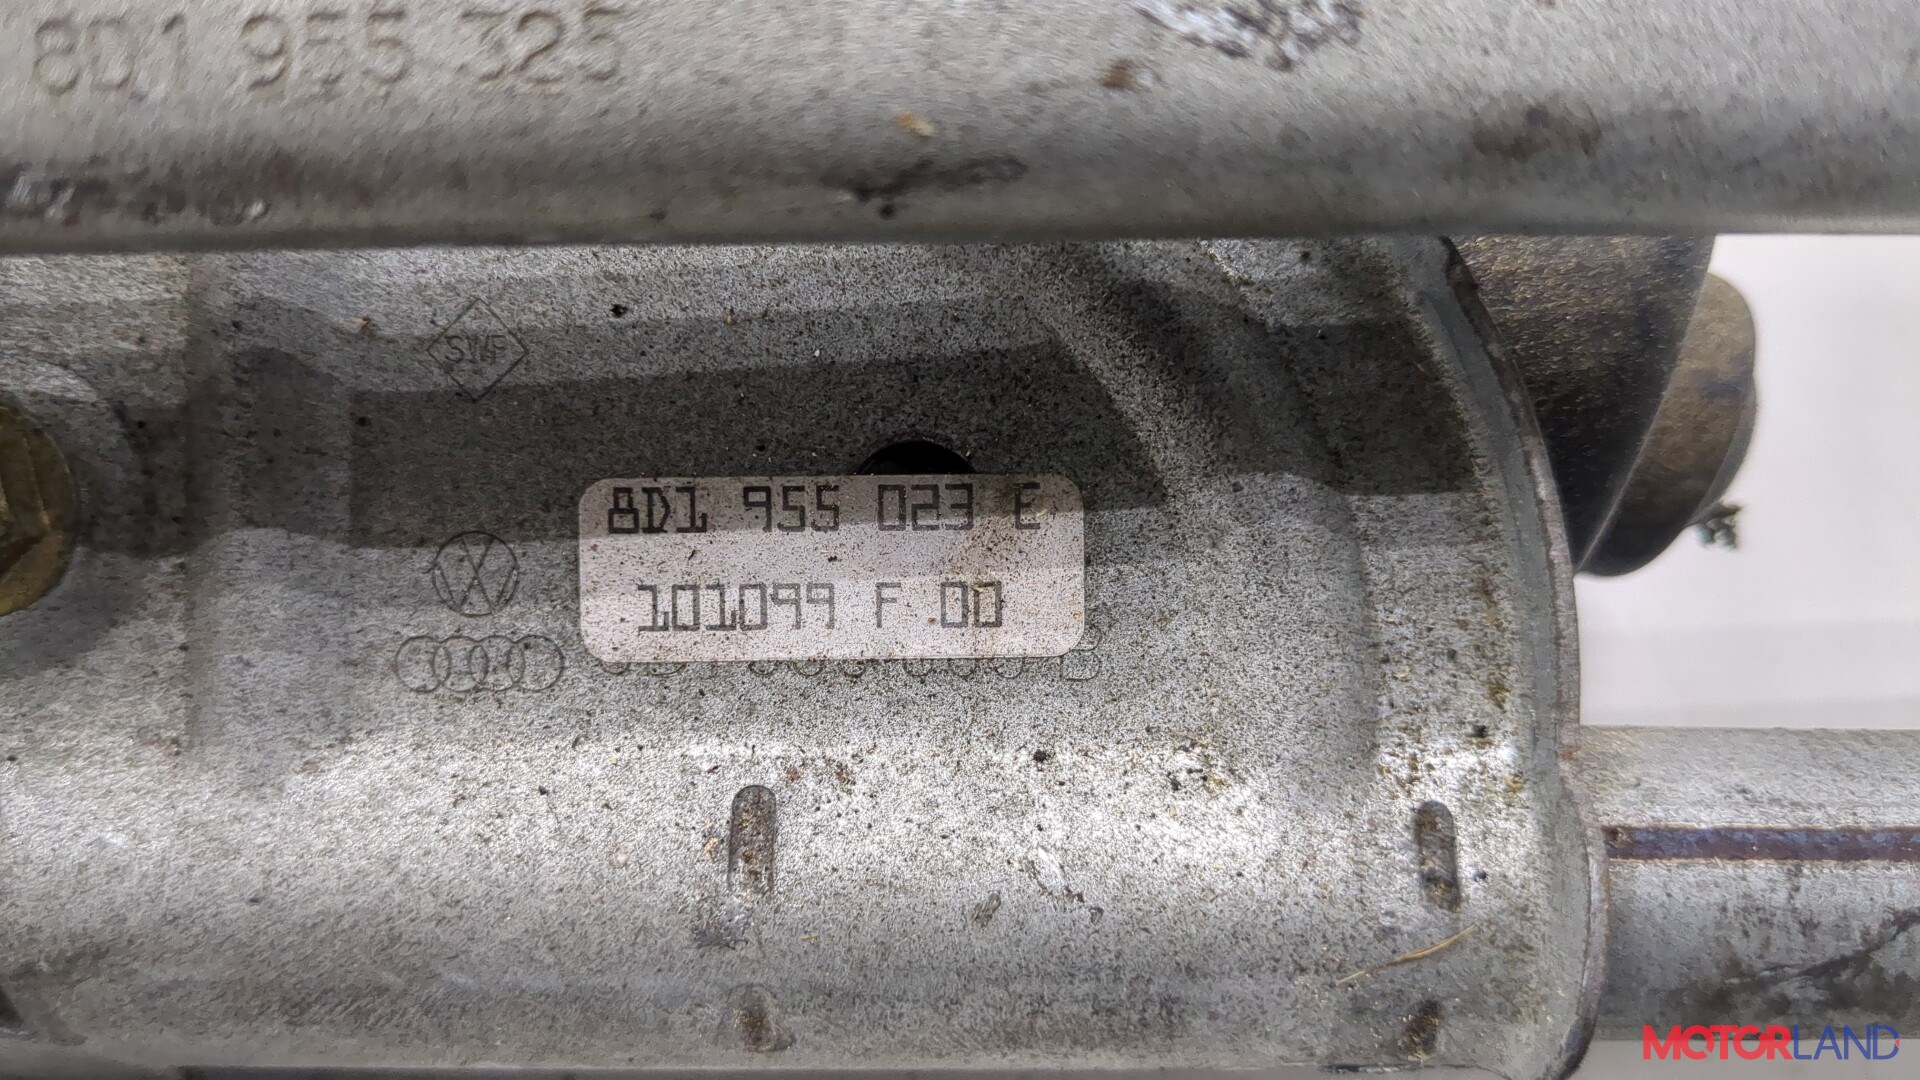 8D1 955 325
SWF
8D1 955 023 E
101099 F 00
MOTORLAND